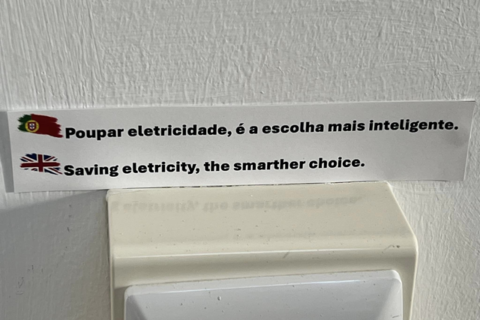 Poupar eletricidade, é a escolha mais inteligente.
Saving eletricity, the smarther choice.